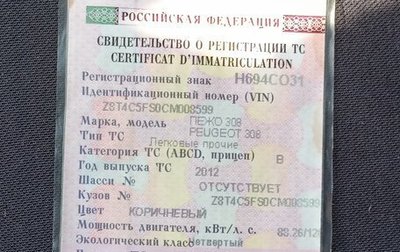 РОССИЙСКАЯ ФЕДЕРАЦИЯ
СВИДЕТЕЛЬСТВО О РЕГИСТРАЦИИ ТС
CERTIFICAT D'IMMATRICULATION
Регистрационный знак Н694СО31
Идентификационный номер (VIN)
Z8T4C5FS0CM003599
Марка, модель ПЕЖО 308
PEUGEOT 308
Тип ТС Легковые прочие
Категория ТС (ABCD, прицеп) B
Год выпуска ТС 2012
Шасси № ОТСУТСТВУЕТ
Кузов № Z8T4C5FS0CM003599
Цвет КОРИЧНЕВЫЙ
Мощность двигателя, кВт/л. с.
Экологический класс Четвертый